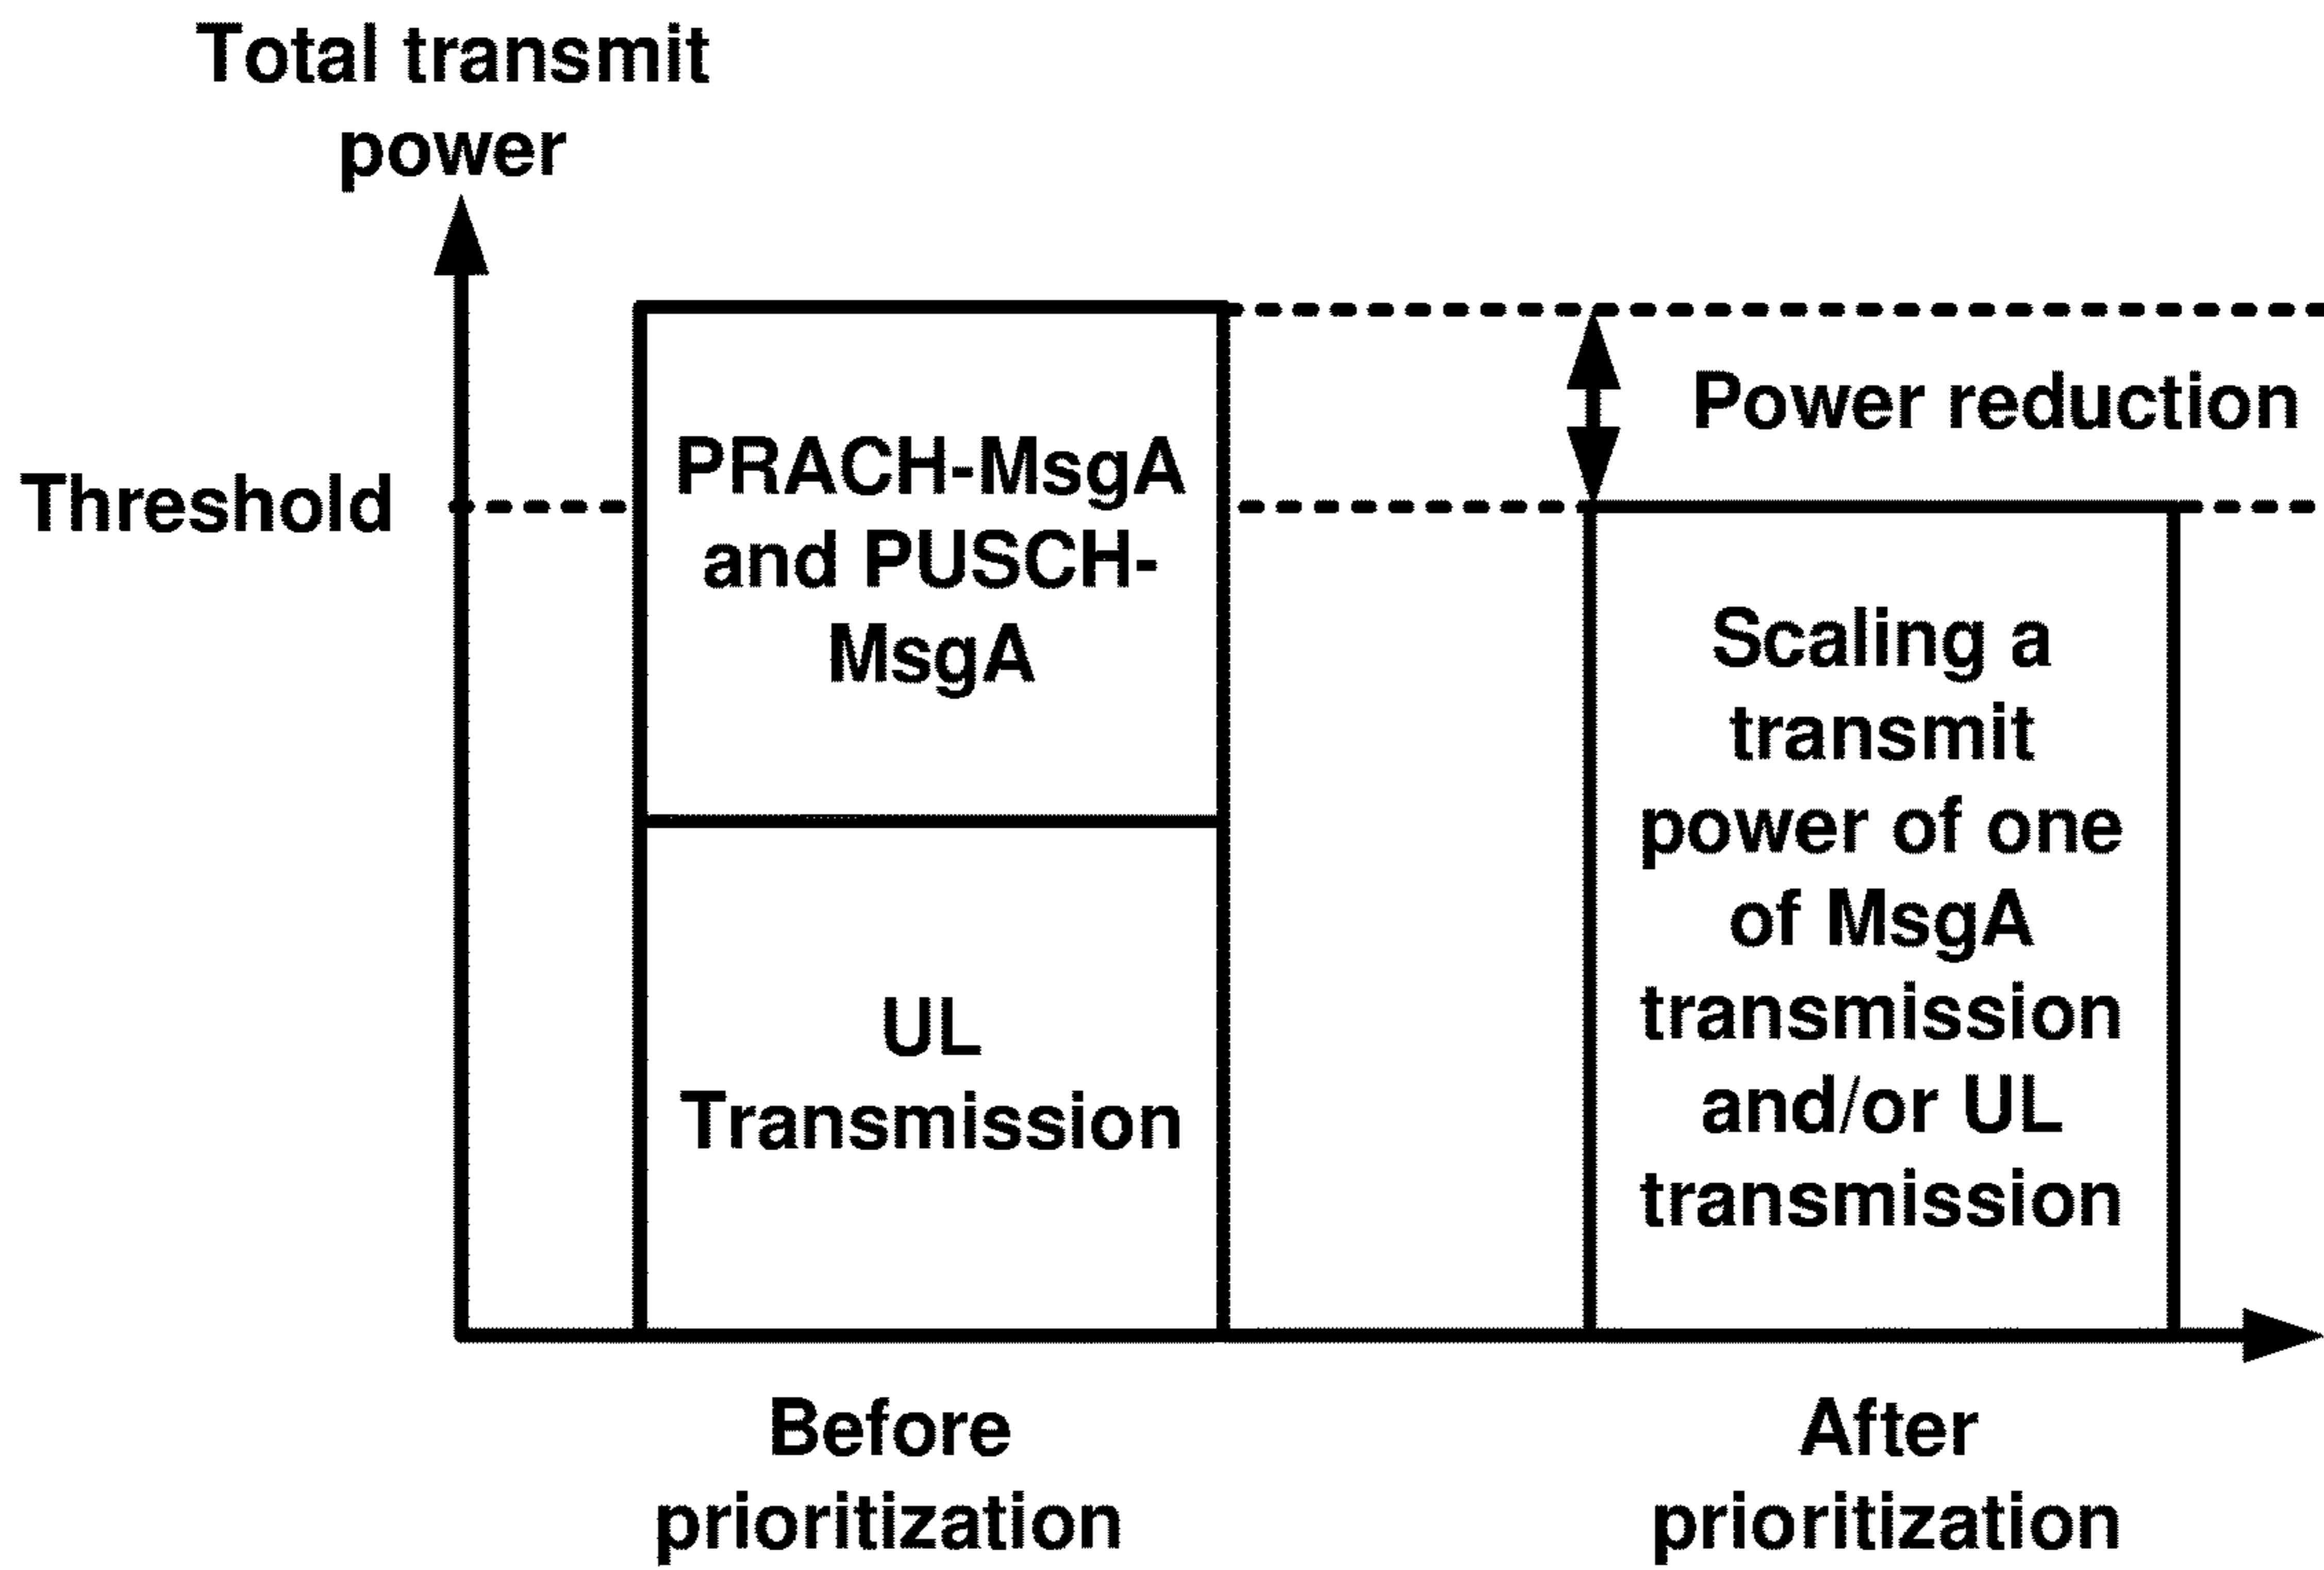 Total transmit
power
Threshold
PRACH-MsgA
and PUSCH-
MsgA
UL
Transmission
Power reduction
Scaling a
transmit
power of one
of MsgA
transmission
and/or UL
transmission
Before
prioritization
After
prioritization